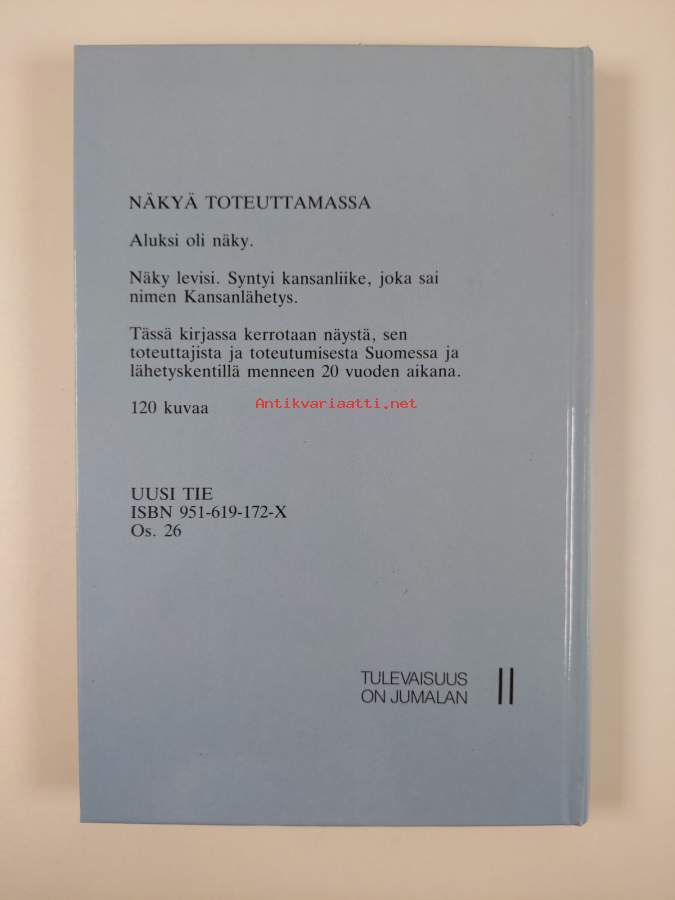 NÄKYÄ TOTEUTTAMASSA
Aluksi oli näky.
Näky levisi. Syntyi kansanliike, joka sai
nimen Kansanlähetys.
Tässä kirjassa kerrotaan näystä, sen
toteuttajista ja toteutumisesta Suomessa ja
lähetyskentillä menneen 20 vuoden aikana.
120 kuvaa
Antikvariaatti.net
UUSI TIE
ISBN 951-619-172-X
Os. 26
TULEVAISUUS
ON JUMALAN
II